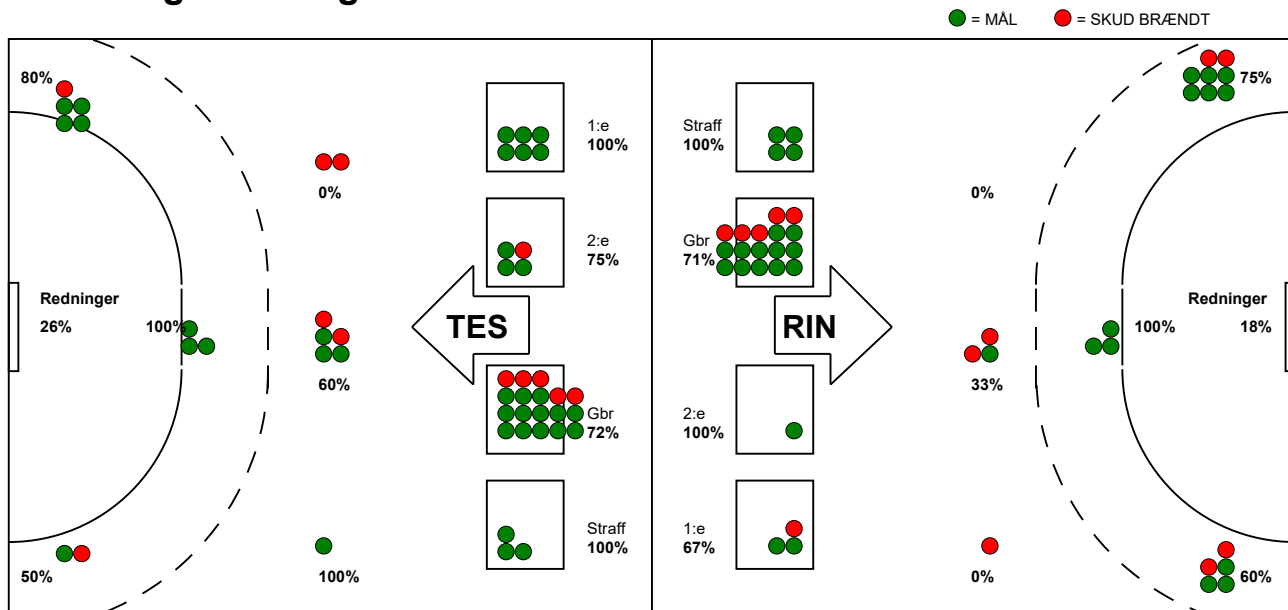 = MÅL
= SKUD BRÆNDT
80%
0%
Redninger
26%
100%
60%
50%
100%
TES
1:e
100%
2:e
75%
Gbr
72%
Straff
100%
Straff
100%
Gbr
71%
RIN
2:e
100%
1:e
67%
75%
0%
Redninger
18%
100%
33%
0%
60%